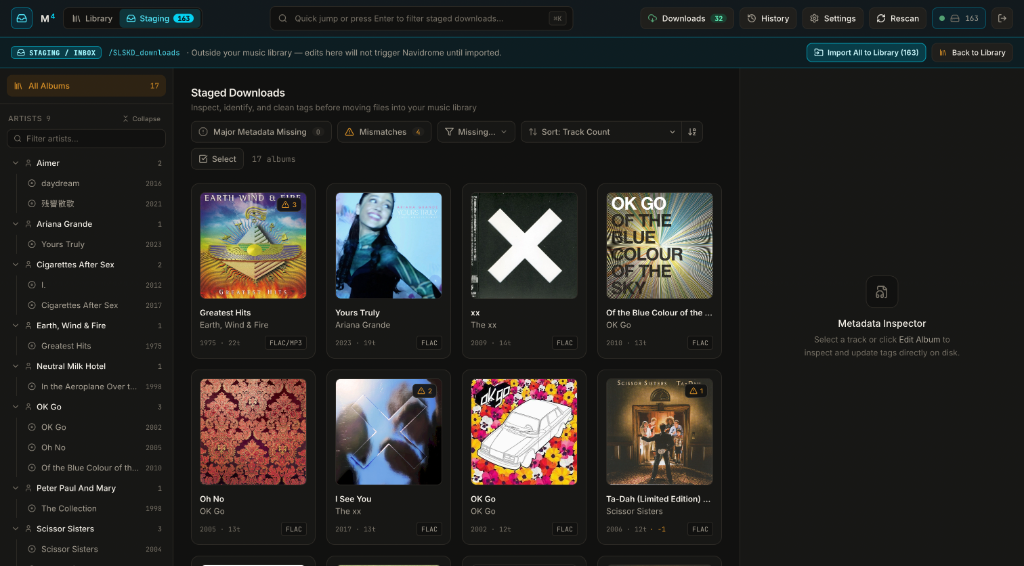 M⁴
Library
Staging 163
Quick jump or press Enter to filter staged downloads...
⌘K
Downloads 32
History
Settings
Rescan
163
STAGING / INBOX
/SLSKD_downloads
· Outside your music library — edits here will not trigger Navidrome until imported.
Import All to Library (163)
Back to Library
All Albums 17
ARTISTS 9
Collapse
Filter artists...
Aimer 2
daydream 2016
残響散歌 2021
Ariana Grande 1
Yours Truly 2023
Cigarettes After Sex 2
I. 2012
Cigarettes After Sex 2017
Earth, Wind & Fire 1
Greatest Hits 1975
Neutral Milk Hotel 1
In the Aeroplane Over t... 1998
OK Go 3
OK Go 2002
Oh No 2005
Of the Blue Colour of th... 2010
Peter Paul And Mary 1
The Collection 1998
Scissor Sisters 3
Scissor Sisters 2004
Staged Downloads
Inspect, identify, and clean tags before moving files into your music library
Major Metadata Missing 0
Mismatches 4
Missing...
Sort: Track Count
Select
17 albums
EARTH WIND & FIRE
3
GREATEST HITS
Greatest Hits
Earth, Wind & Fire
1975 · 22t
FLAC/MP3
Yours Truly
Ariana Grande
2023 · 19t
FLAC
xx
The xx
2009 · 16t
FLAC
OK GO
OF THE
BLUE
COLOUR
OF THE
SKY
Of the Blue Colour of the ...
OK Go
2010 · 13t
FLAC
Oh No
OK Go
2005 · 13t
FLAC
2
I See You
The xx
2017 · 13t
FLAC
ok go
OK Go
OK Go
2002 · 12t
FLAC
SCISSOR SISTERS TA-DAH
1
Ta-Dah (Limited Edition) ...
Scissor Sisters
2006 · 12t · -1
FLAC
Metadata Inspector
Select a track or click Edit Album to
inspect and update tags directly on disk.